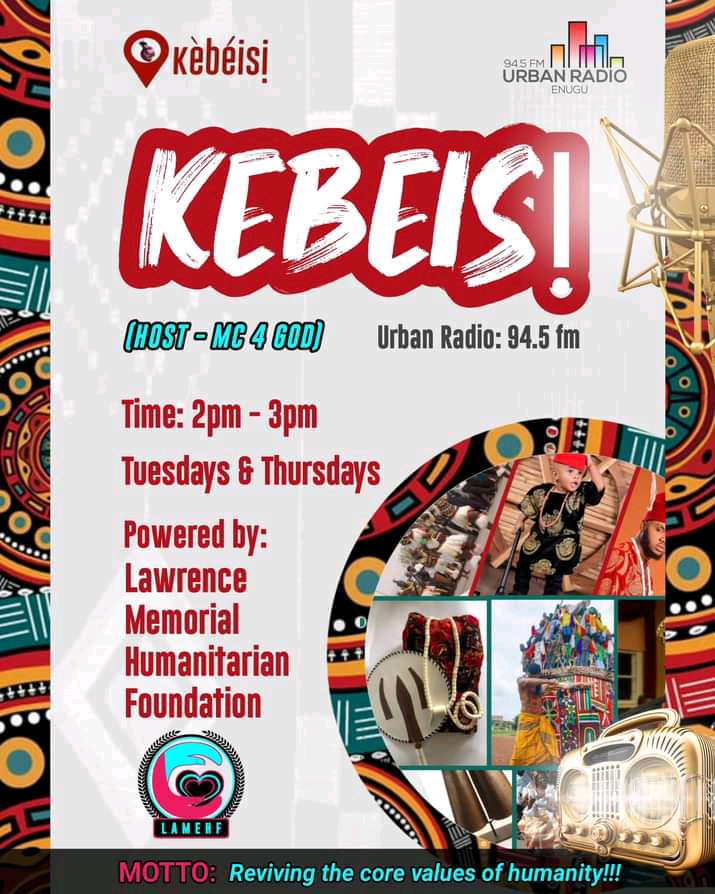 kèbéisị
94.5 FM
URBAN RADIO
ENUGU
KEBEIS!
(HOST - MC 4 GOD)
Urban Radio: 94.5 fm
Time: 2pm - 3pm
Tuesdays & Thursdays
Powered by:
Lawrence
Memorial
Humanitarian
Foundation
LAMEHF
MOTTO: Reviving the core values of humanity!!!